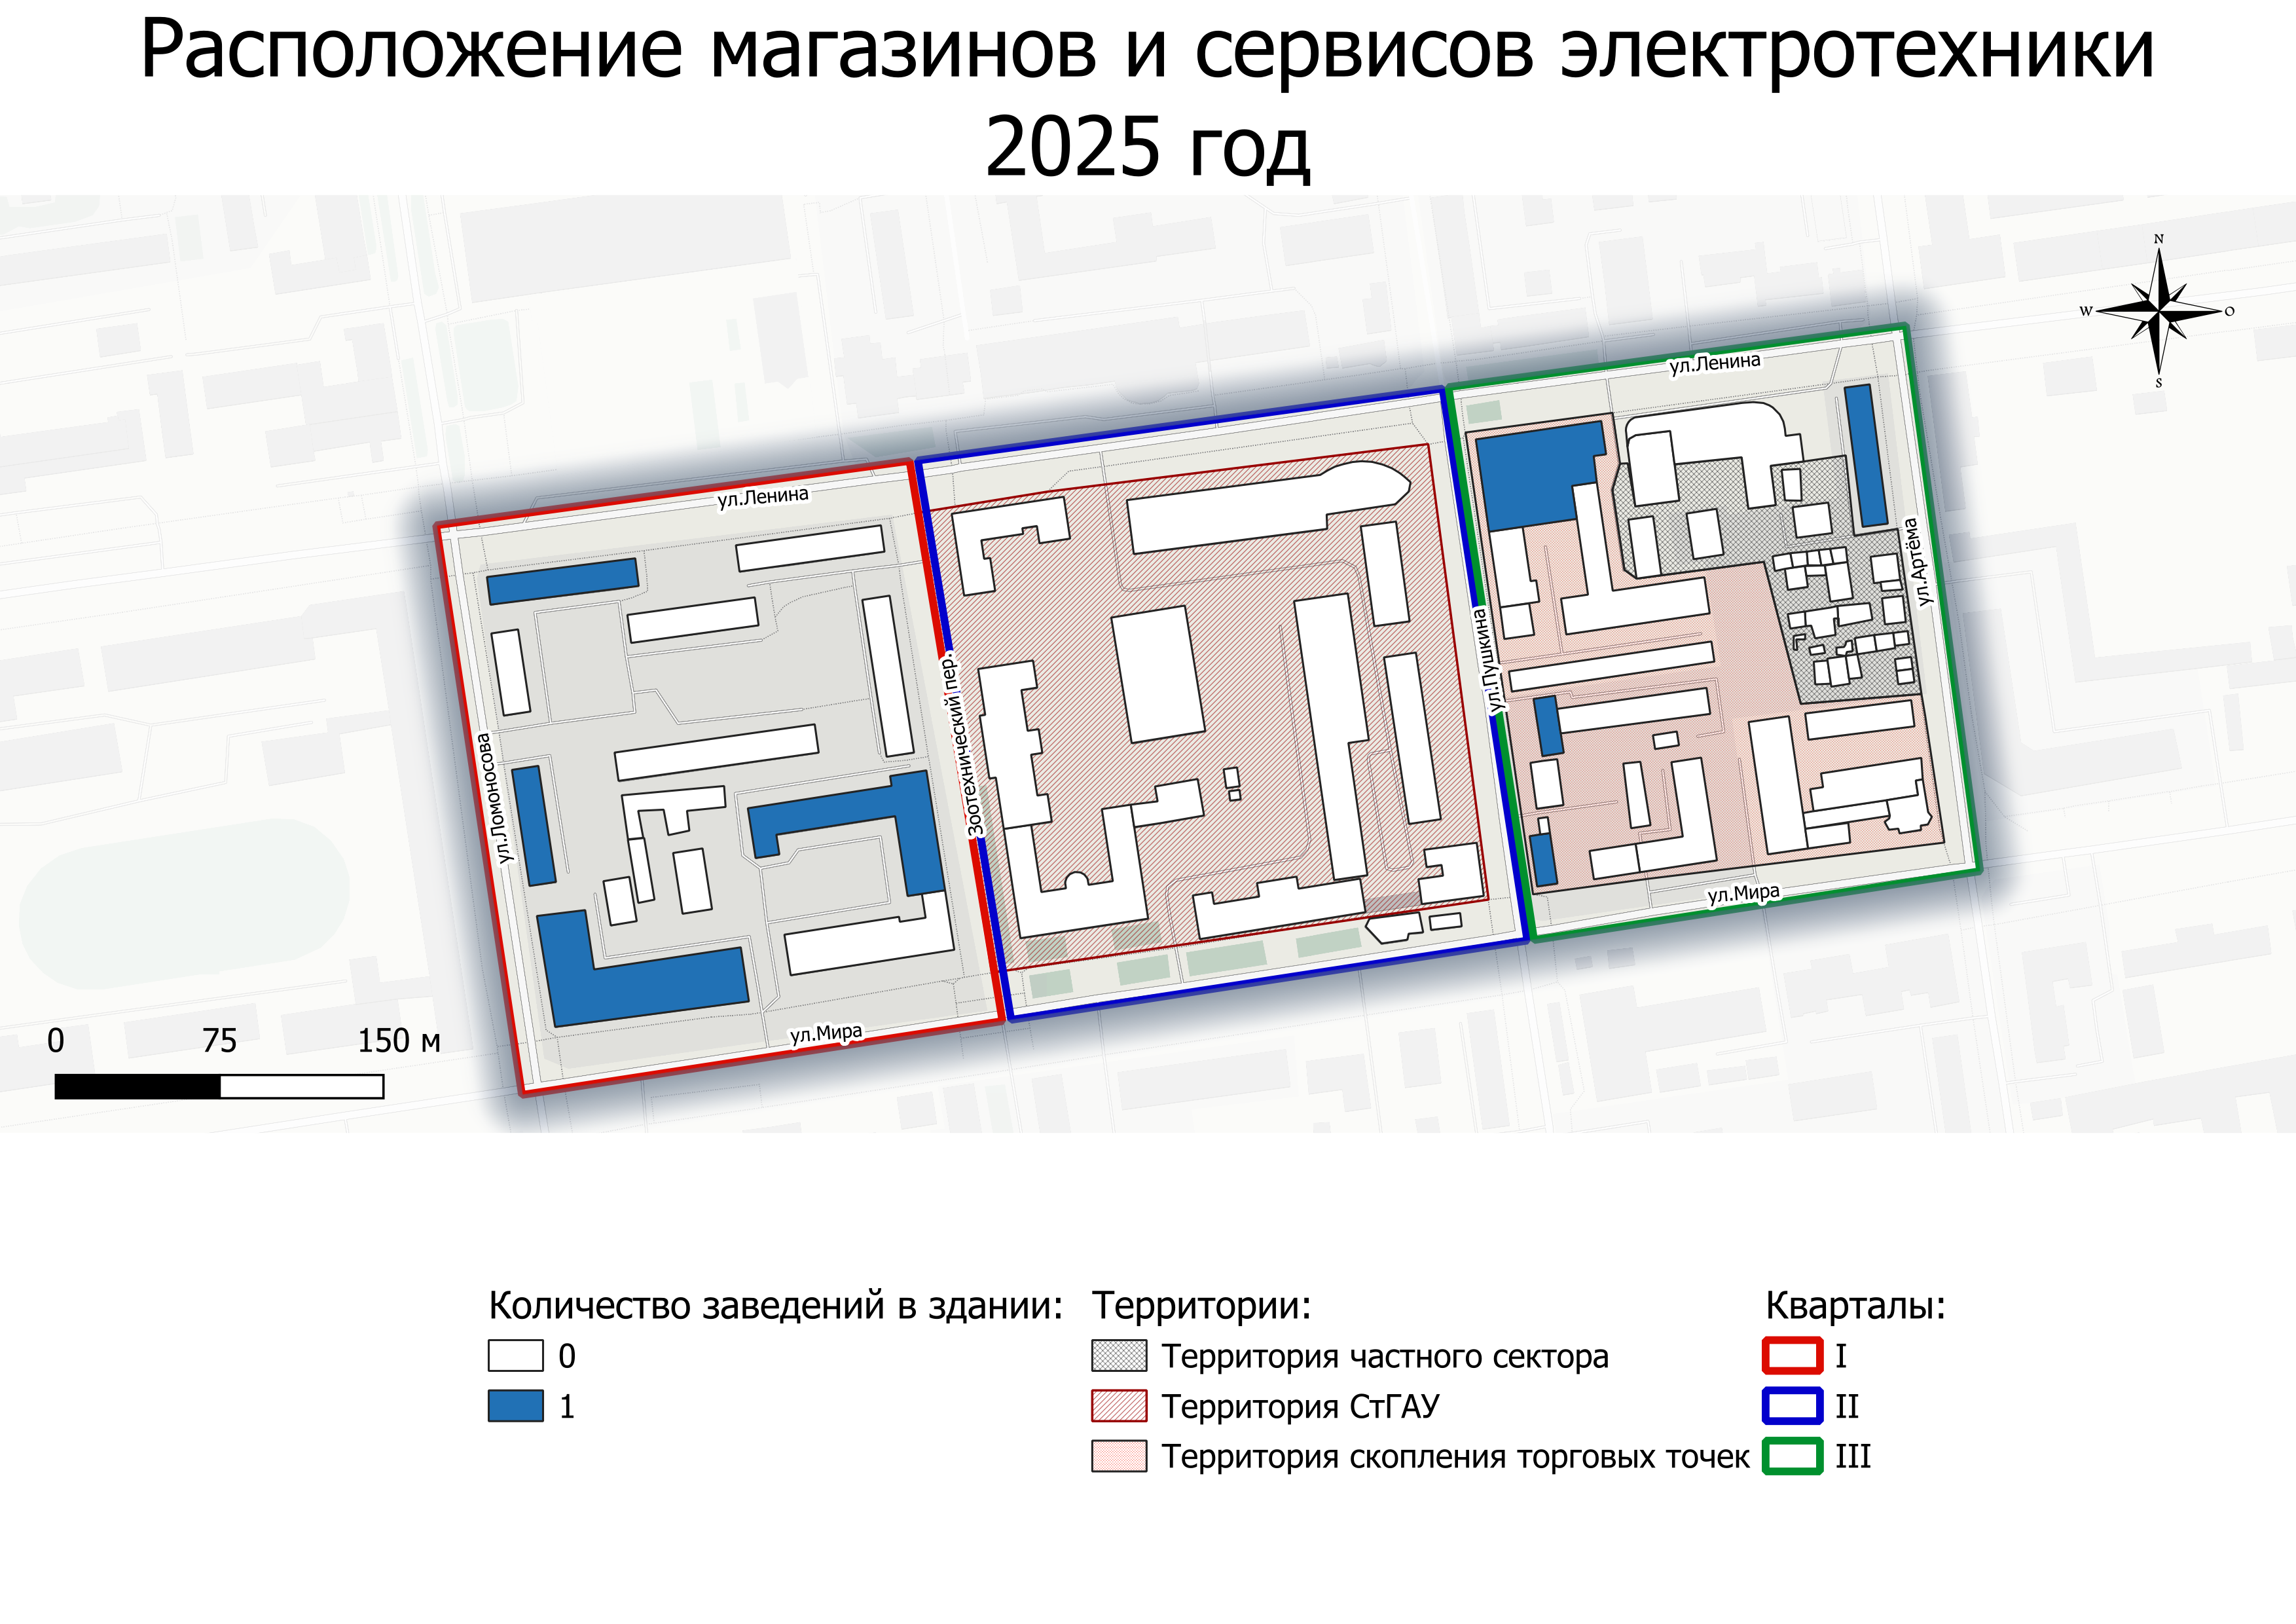 Расположение магазинов и сервисов электротехники
2025 год
N
W
O
S
ул.Ленина
ул.Ленина
ул.Артёма
ул.Пушкина
Зоотехнический пер.
ул.Ломоносова
ул.Мира
ул.Мира
0 75 150 м
Количество заведений в здании:
0
1
Территории:
Территория частного сектора
Территория СтГАУ
Территория скопления торговых точек
Кварталы:
I
II
III